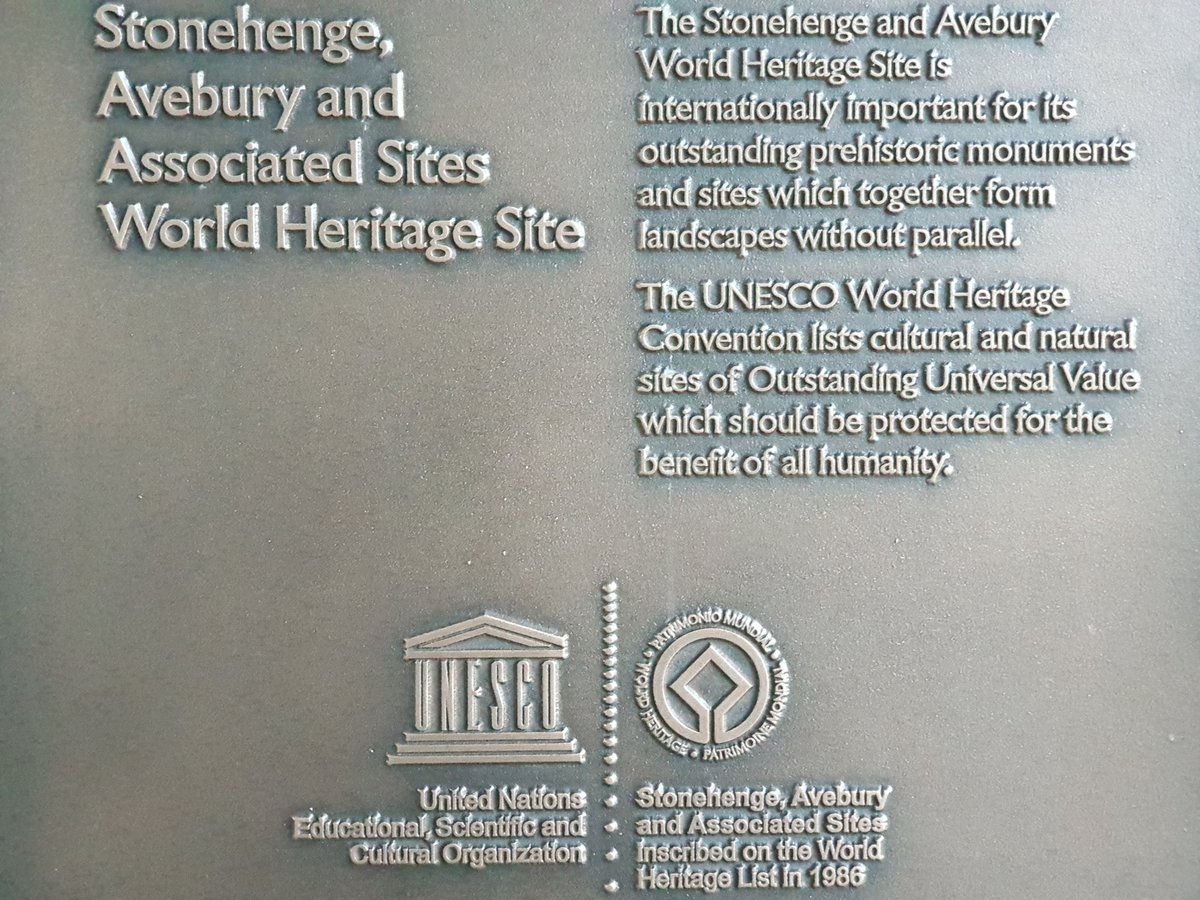 Stonehenge,
Avebury and
Associated Sites
World Heritage Site
The Stonehenge and Avebury
World Heritage Site is
internationally important for its
outstanding prehistoric monuments
and sites which together form
landscapes without parallel.
The UNESCO World Heritage
Convention lists cultural and natural
sites of Outstanding Universal Value
which should be protected for the
benefit of all humanity.
UNESCO
United Nations
Educational, Scientific and
Cultural Organization
WORLD HERITAGE • PATRIMONIO MUNDIAL • PATRIMOINE MONDIAL •
Stonehenge, Avebury
and Associated Sites
Inscribed on the World
Heritage List in 1986